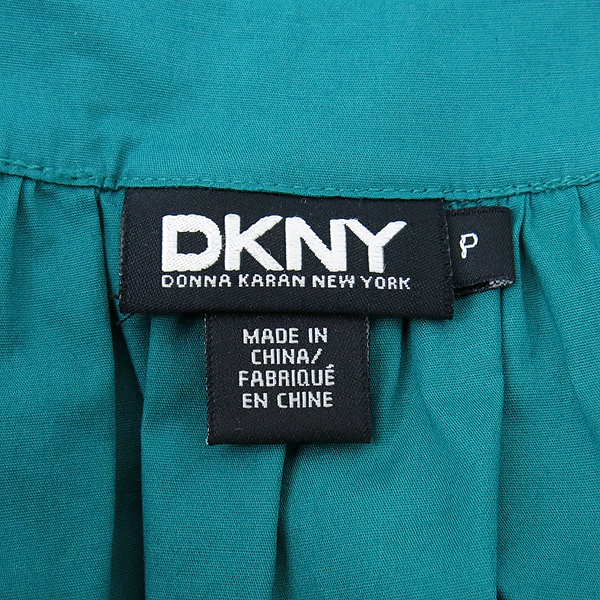 DKNY
DONNA KARAN NEW YORK
P
MADE IN
CHINA/
FABRIQUÉ
EN CHINE